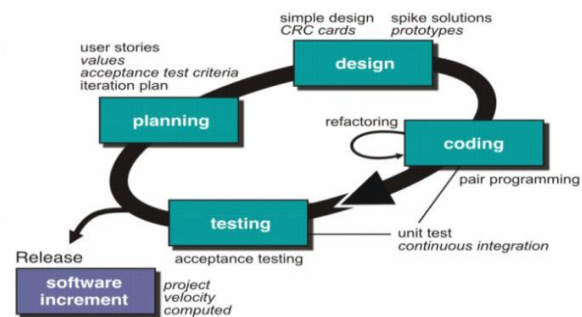 simple design
CRC cards
spike solutions
prototypes
user stories
values
acceptance test criteria
iteration plan
design
planning
refactoring
coding
pair programming
testing
unit test
continuous integration
acceptance testing
Release
software
increment
project
velocity
computed